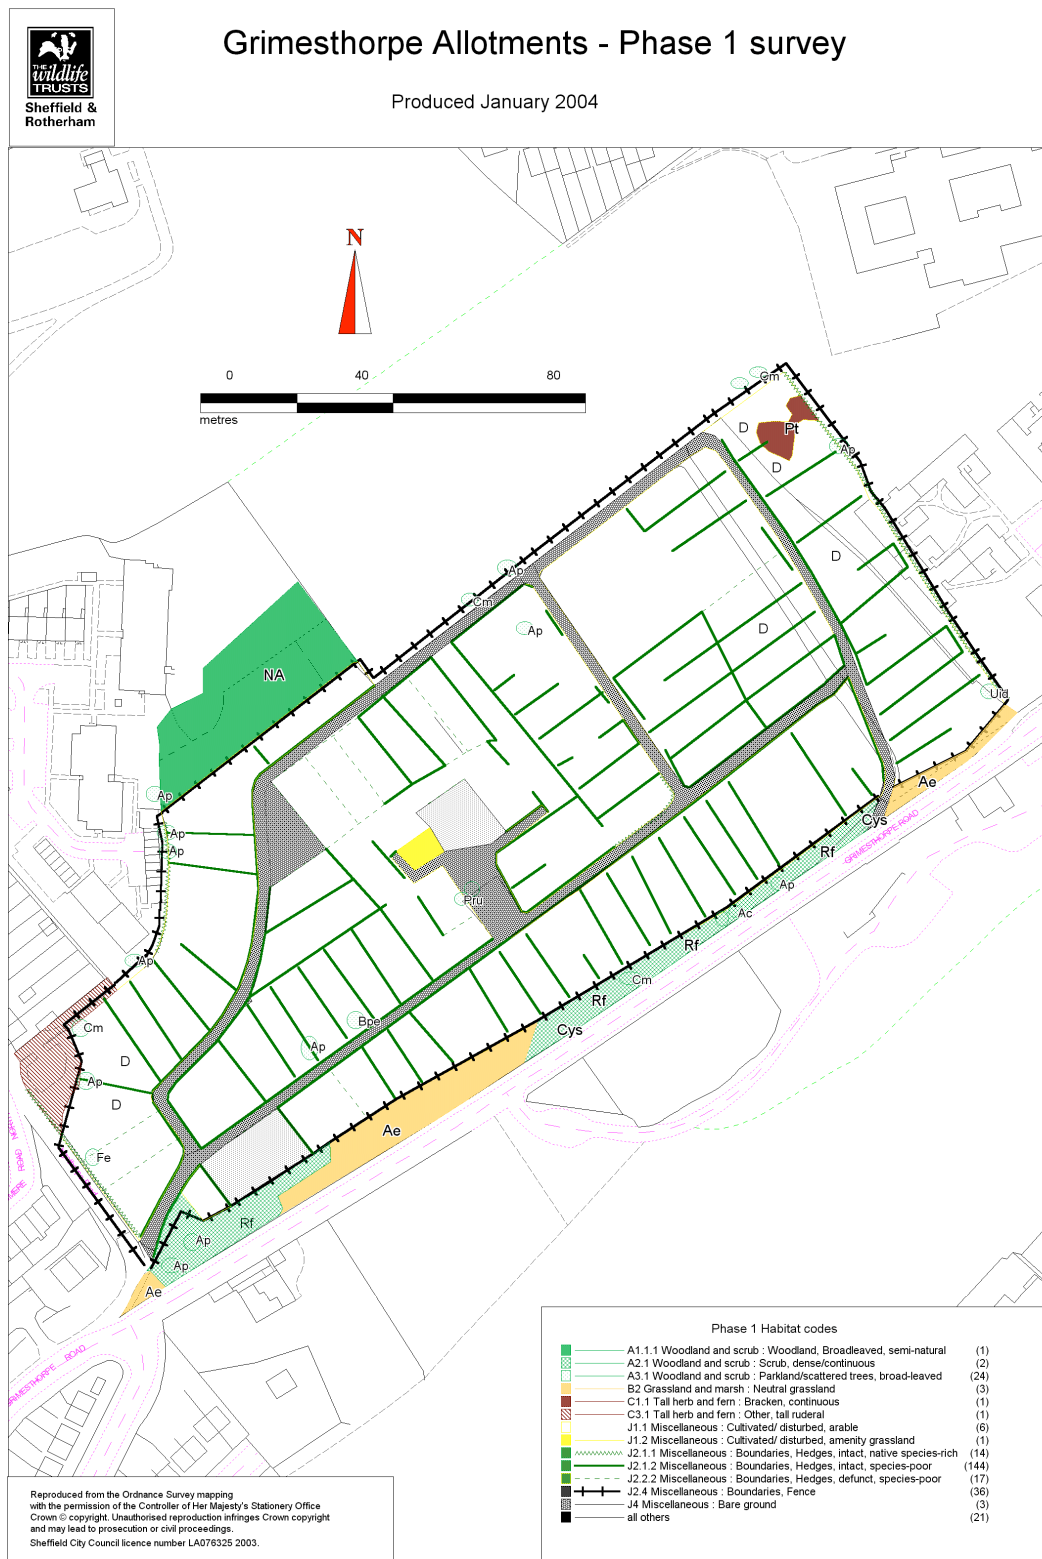 Grimesthorpe Allotments - Phase 1 survey
Produced January 2004
THE
wildlife
TRUSTS
Sheffield &
Rotherham
N
0 40 80
metres
Cm
D
Pt
D
Ap
D
Ap
Cm
Ap
D
NA
Uld
Ae
Ap
Cys
GRIMESTHORPE ROAD
Ap
Ap
Rf
Ap
Pru
Ac
Rf
Ap
Cm
Rf
Cm
Bpe
Cys
Ap
D
Ap
D
Ae
Fe
Rf
Ap
Ap
Ae
GRIMESTHORPE ROAD
Phase 1 Habitat codes
A1.1.1 Woodland and scrub : Woodland, Broadleaved, semi-natural (1)
A2.1 Woodland and scrub : Scrub, dense/continuous (2)
A3.1 Woodland and scrub : Parkland/scattered trees, broad-leaved (24)
B2 Grassland and marsh : Neutral grassland (3)
C1.1 Tall herb and fern : Bracken, continuous (1)
C3.1 Tall herb and fern : Other, tall ruderal (1)
J1.1 Miscellaneous : Cultivated/ disturbed, arable (6)
J1.2 Miscellaneous : Cultivated/ disturbed, amenity grassland (1)
J2.1.1 Miscellaneous : Boundaries, Hedges, intact, native species-rich (14)
J2.1.2 Miscellaneous : Boundaries, Hedges, intact, species-poor (144)
J2.2.2 Miscellaneous : Boundaries, Hedges, defunct, species-poor (17)
J2.4 Miscellaneous : Boundaries, Fence (36)
J4 Miscellaneous : Bare ground (3)
all others (21)
Reproduced from the Ordnance Survey mapping
with the permission of the Controller of Her Majesty's Stationery Office
Crown © copyright. Unauthorised reproduction infringes Crown copyright
and may lead to prosecution or civil proceedings.
Sheffield City Council licence number LA076325 2003.